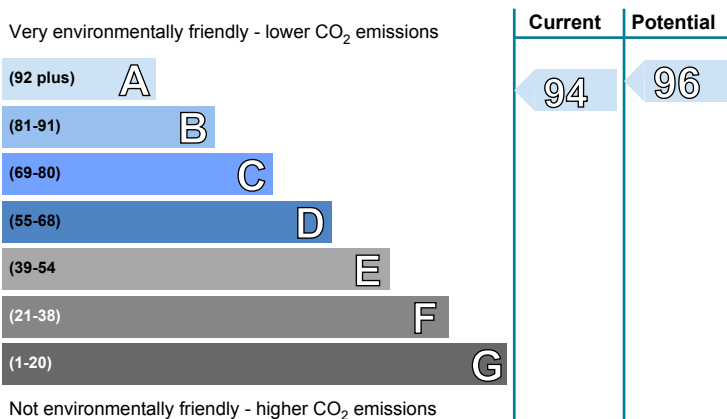 Current Potential
Very environmentally friendly - lower CO2 emissions
(92 plus) A
94 96
(81-91) B
(69-80) C
(55-68) D
(39-54 E
(21-38) F
(1-20) G
Not environmentally friendly - higher CO2 emissions